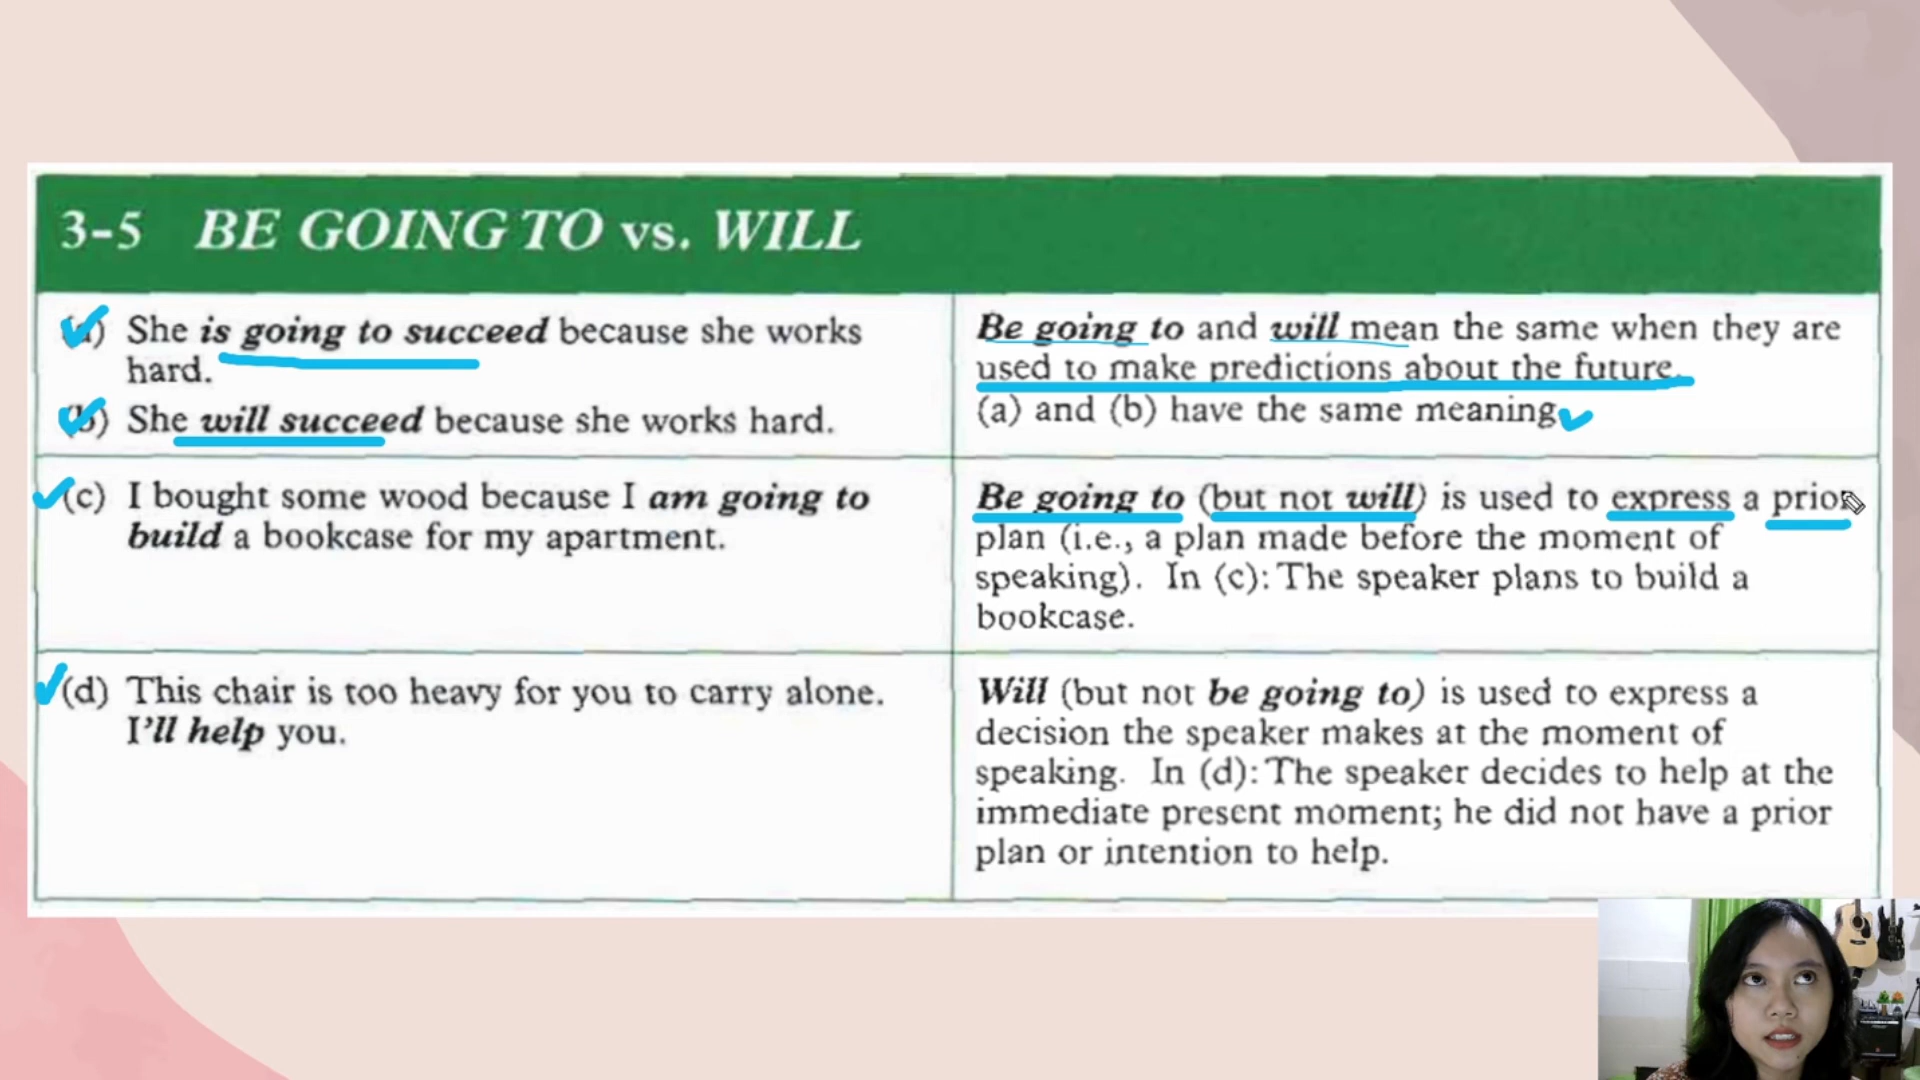 3-5 BE GOING TO vs. WILL
(a) She is going to succeed because she works
hard.
(b) She will succeed because she works hard.
Be going to and will mean the same when they are
used to make predictions about the future.
(a) and (b) have the same meaning
(c) I bought some wood because I am going to
build a bookcase for my apartment.
Be going to (but not will) is used to express a prior
plan (i.e., a plan made before the moment of
speaking). In (c): The speaker plans to build a
bookcase.
(d) This chair is too heavy for you to carry alone.
I'll help you.
Will (but not be going to) is used to express a
decision the speaker makes at the moment of
speaking. In (d): The speaker decides to help at the
immediate present moment; he did not have a prior
plan or intention to help.